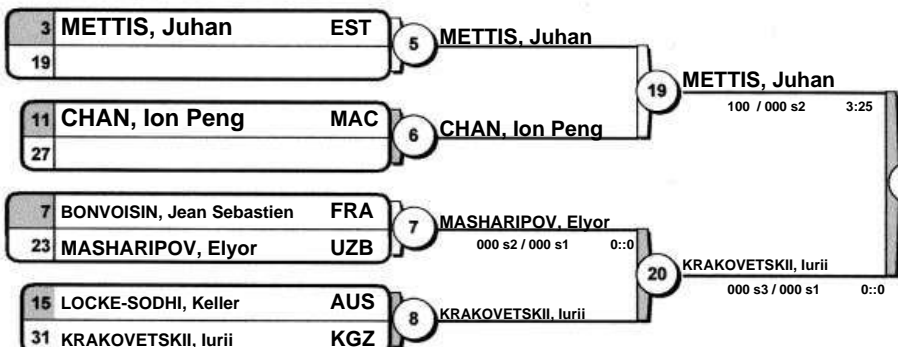 3 METTIS, Juhan EST
19
5
METTIS, Juhan
11 CHAN, Ion Peng MAC
27
6
CHAN, Ion Peng
19
METTIS, Juhan
100 / 000 s2 3:25
7 BONVOISIN, Jean Sebastien FRA
23 MASHARIPOV, Elyor UZB
7
MASHARIPOV, Elyor
000 s2 / 000 s1 0::0
15 LOCKE-SODHI, Keller AUS
31 KRAKOVETSKII, Iurii KGZ
8
KRAKOVETSKII, Iurii
20
KRAKOVETSKII, Iurii
000 s3 / 000 s1 0::0